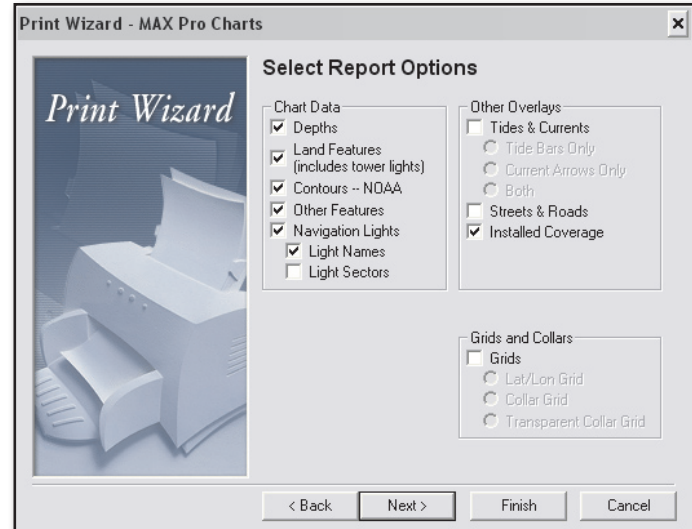 Print Wizard - MAX Pro Charts
Print Wizard
Select Report Options
Chart Data
Depths
Land Features
(includes tower lights)
Contours -- NOAA
Other Features
Navigation Lights
Light Names
Light Sectors
Other Overlays
Tides & Currents
Tide Bars Only
Current Arrows Only
Both
Streets & Roads
Installed Coverage
Grids and Collars
Grids
Lat/Lon Grid
Collar Grid
Transparent Collar Grid
< Back
Next >
Finish
Cancel